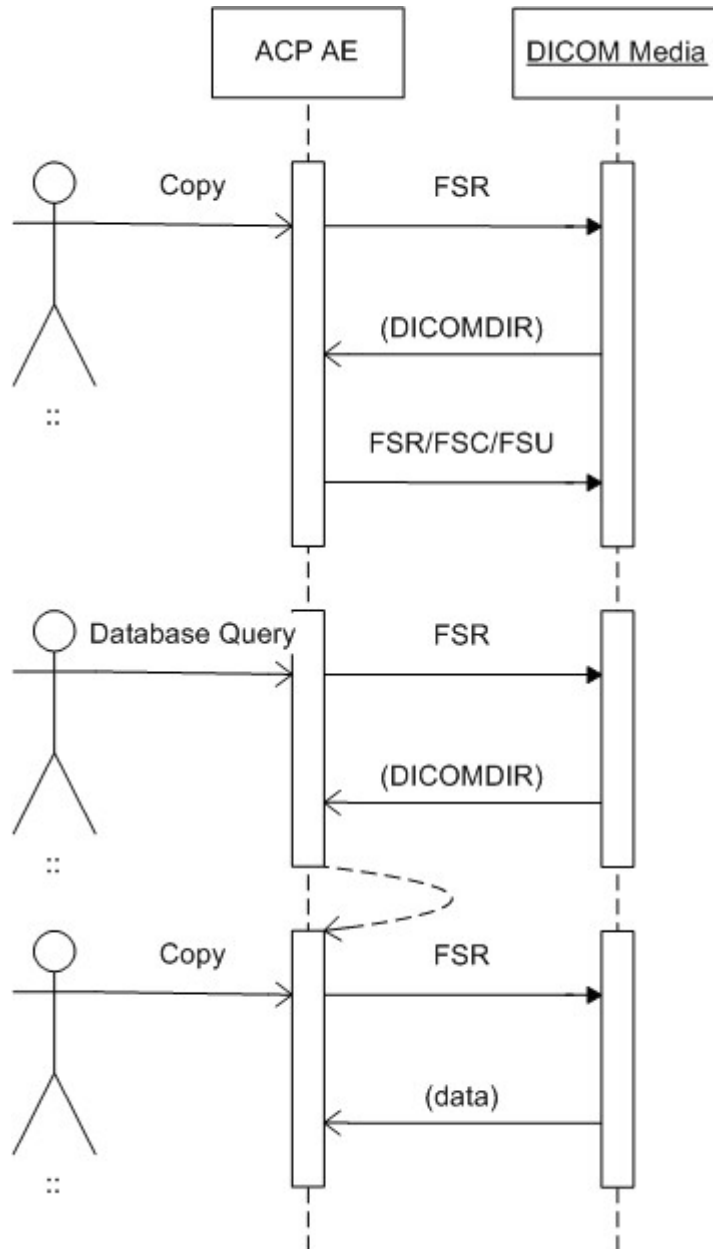 ACP AE
DICOM Media
Copy
FSR
(DICOMDIR)
::
FSR/FSC/FSU
Database Query
FSR
(DICOMDIR)
::
Copy
FSR
(data)
::